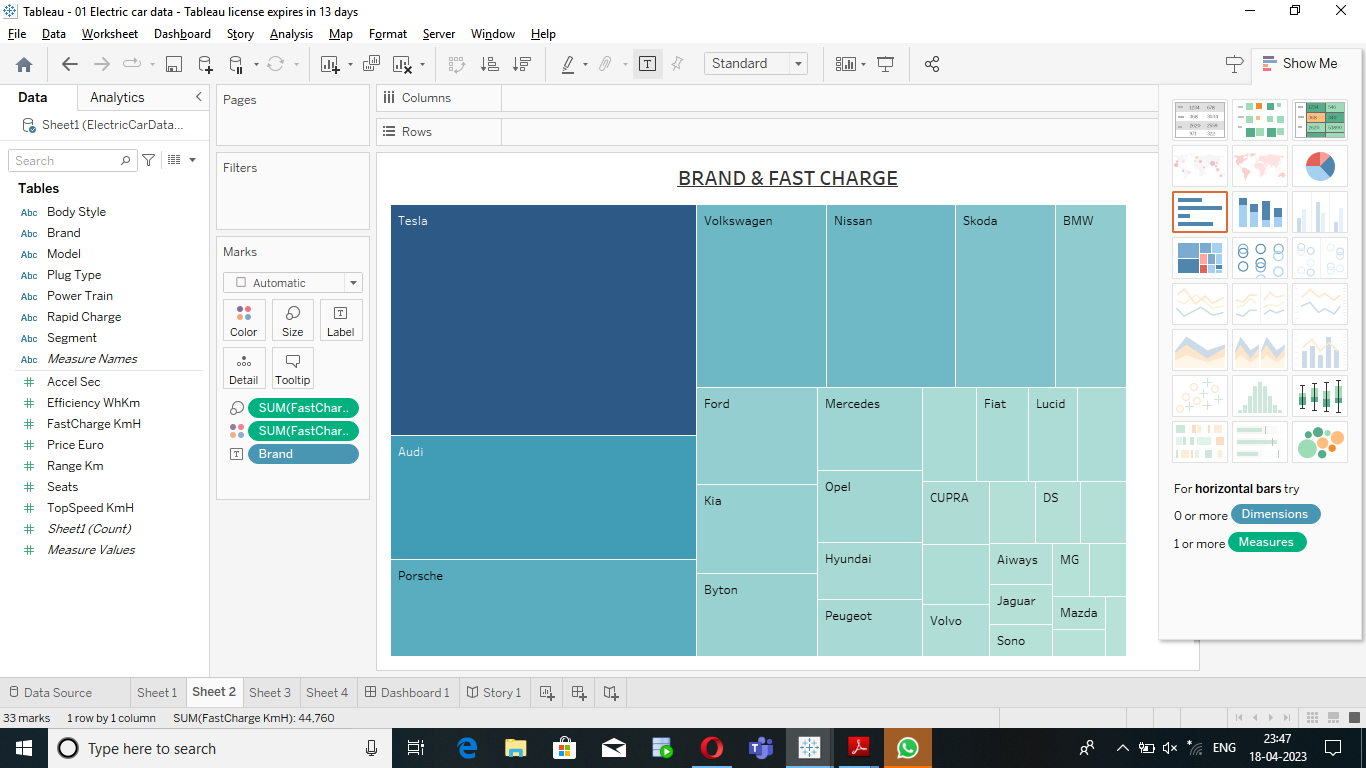 Tableau - 01 Electric car data - Tableau license expires in 13 days
File Data Worksheet Dashboard Story Analysis Map Format Server Window Help
Standard
Show Me
Data Analytics
Sheet1 (ElectricCarData...
Search
Tables
Abc Body Style
Abc Brand
Abc Model
Abc Plug Type
Abc Power Train
Abc Rapid Charge
Abc Segment
Abc Measure Names
Accel Sec
Efficiency WhKm
FastCharge KmH
Price Euro
Range Km
Seats
TopSpeed KmH
Sheet1 (Count)
Measure Values
Pages
Filters
Marks
Automatic
Color Size Label
Detail Tooltip
SUM(FastChar..
SUM(FastChar..
Brand
Columns
Rows
BRAND & FAST CHARGE
Tesla
Audi
Porsche
Volkswagen
Nissan
Skoda
BMW
Ford
Kia
Byton
Mercedes
Opel
Hyundai
Peugeot
Fiat
Lucid
CUPRA
DS
Volvo
Aiways
Jaguar
Sono
MG
Mazda
For horizontal bars try
0 or more Dimensions
1 or more Measures
Data Source Sheet 1 Sheet 2 Sheet 3 Sheet 4 Dashboard 1 Story 1
33 marks 1 row by 1 column SUM(FastCharge KmH): 44.760
Type here to search
ENG
23:47
18-04-2023